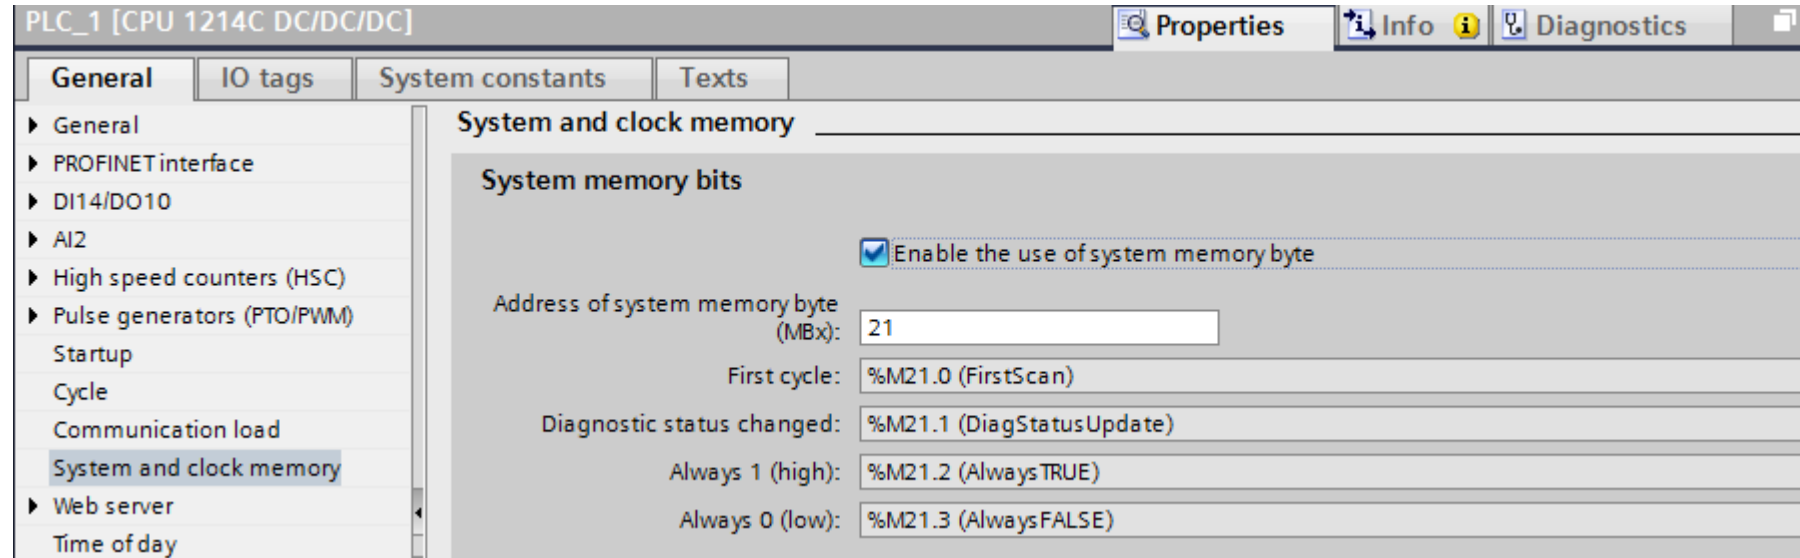 PLC_1 [CPU 1214C DC/DC/DC]
Properties
Info
Diagnostics
General
IO tags
System constants
Texts
General
PROFINET interface
DI14/DO10
AI2
High speed counters (HSC)
Pulse generators (PTO/PWM)
Startup
Cycle
Communication load
System and clock memory
Web server
Time of day
System and clock memory
System memory bits
Enable the use of system memory byte
Address of system memory byte
(MBx): 21
First cycle: %M21.0 (FirstScan)
Diagnostic status changed: %M21.1 (DiagStatusUpdate)
Always 1 (high): %M21.2 (AlwaysTRUE)
Always 0 (low): %M21.3 (AlwaysFALSE)